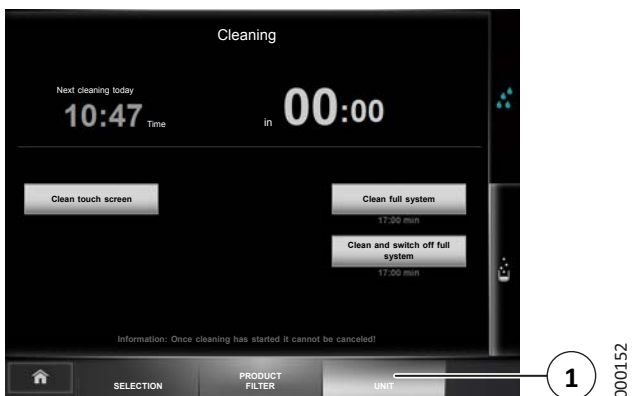 Cleaning
Next cleaning today
10:47 Time
in 00:00
Clean touch screen
Clean full system
17:00 min
Clean and switch off full
system
17:00 min
Information: Once cleaning has started it cannot be canceled!
SELECTION
PRODUCT
FILTER
UNIT
1
000152